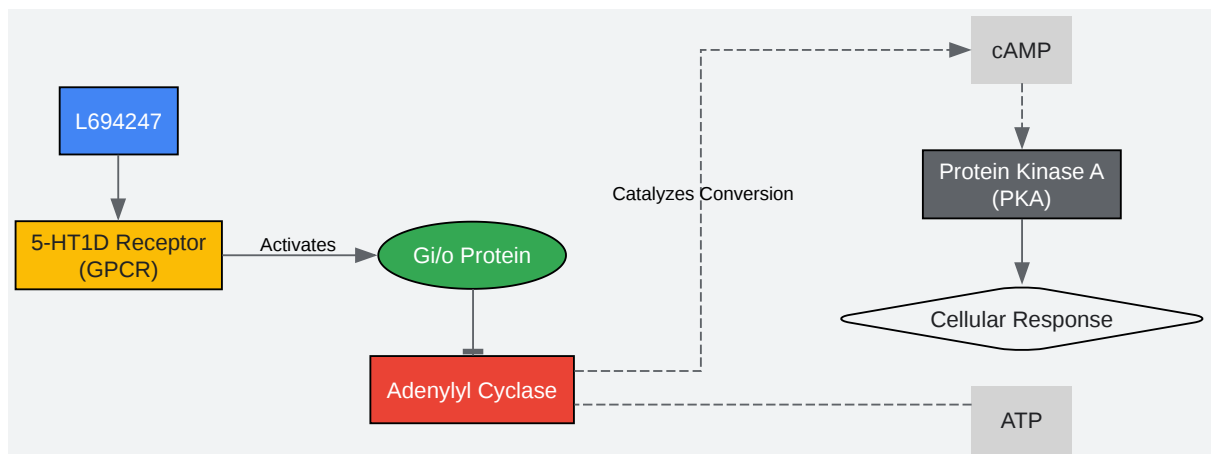 cAMP
L694247
Protein Kinase A
(PKA)
Catalyzes Conversion
5-HT1D Receptor
(GPCR)
Activates
Gi/o Protein
Cellular Response
Adenylyl Cyclase
ATP